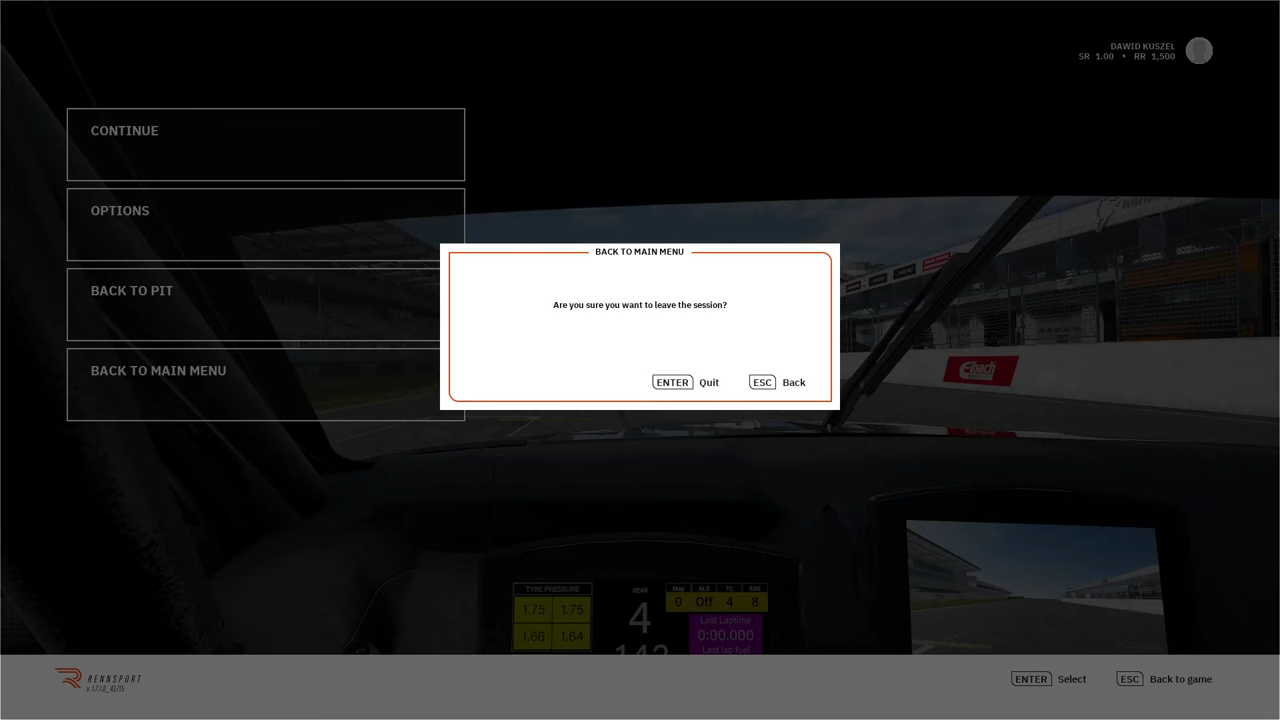 DAWID KUSZEL
SR 1.00 • RR 1,500
CONTINUE
OPTIONS
BACK TO PIT
BACK TO MAIN MENU
BACK TO MAIN MENU
Are you sure you want to leave the session?
ENTER Quit ESC Back
Eibach
TYRE PRESSURE
1.75 1.75
1.66 1.64
GEAR
4
142
Map ALS TC ABS
0 Off 4 8
Last Laptime
0:00.000
Last lap fuel
RENNSPORT
ENTER Select ESC Back to game